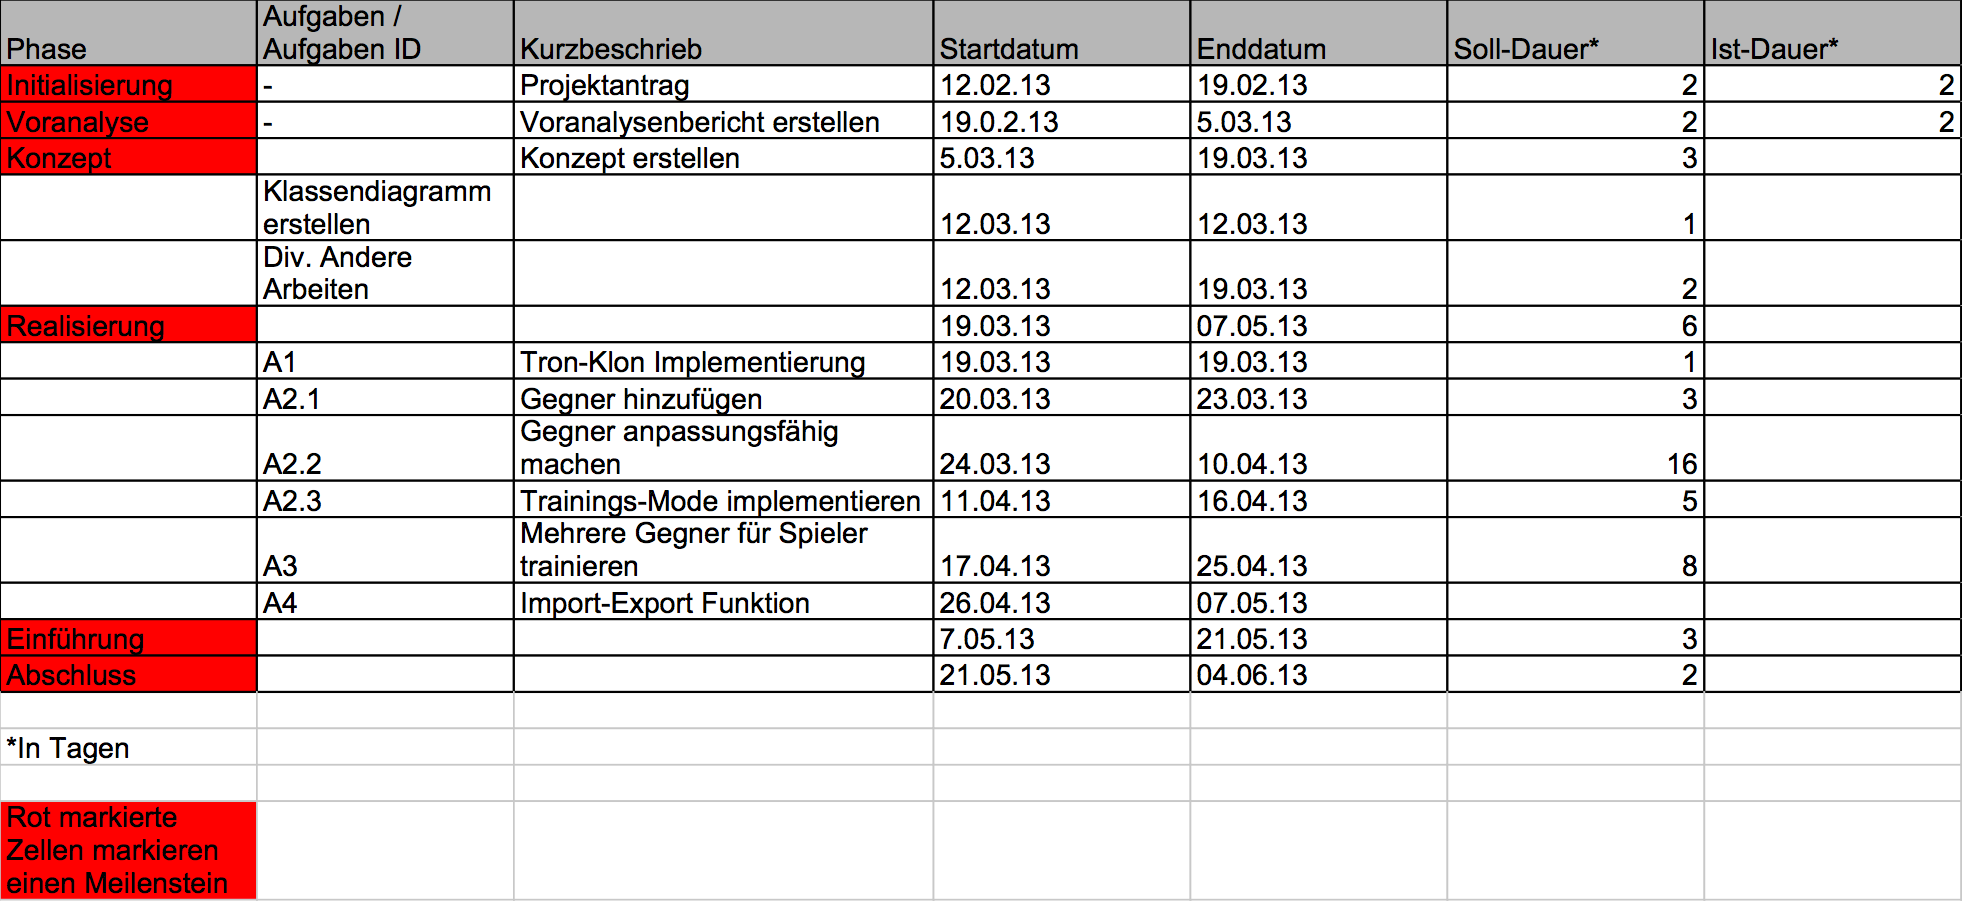 Phase Aufgaben / Aufgaben ID Kurzbeschrieb Startdatum Enddatum Soll-Dauer* Ist-Dauer*
Initialisierung - Projektantrag 12.02.13 19.02.13 2 2
Voranalyse - Voranalysenbericht erstellen 19.0.2.13 5.03.13 2 2
Konzept Konzept erstellen 5.03.13 19.03.13 3
Klassendiagramm
erstellen 12.03.13 12.03.13 1
Div. Andere
Arbeiten 12.03.13 19.03.13 2
Realisierung 19.03.13 07.05.13 6
A1 Tron-Klon Implementierung 19.03.13 19.03.13 1
A2.1 Gegner hinzufügen 20.03.13 23.03.13 3
A2.2 Gegner anpassungsfähig
machen 24.03.13 10.04.13 16
A2.3 Trainings-Mode implementieren 11.04.13 16.04.13 5
A3 Mehrere Gegner für Spieler
trainieren 17.04.13 25.04.13 8
A4 Import-Export Funktion 26.04.13 07.05.13
Einführung 7.05.13 21.05.13 3
Abschluss 21.05.13 04.06.13 2
*In Tagen
Rot markierte
Zellen markieren
einen Meilenstein